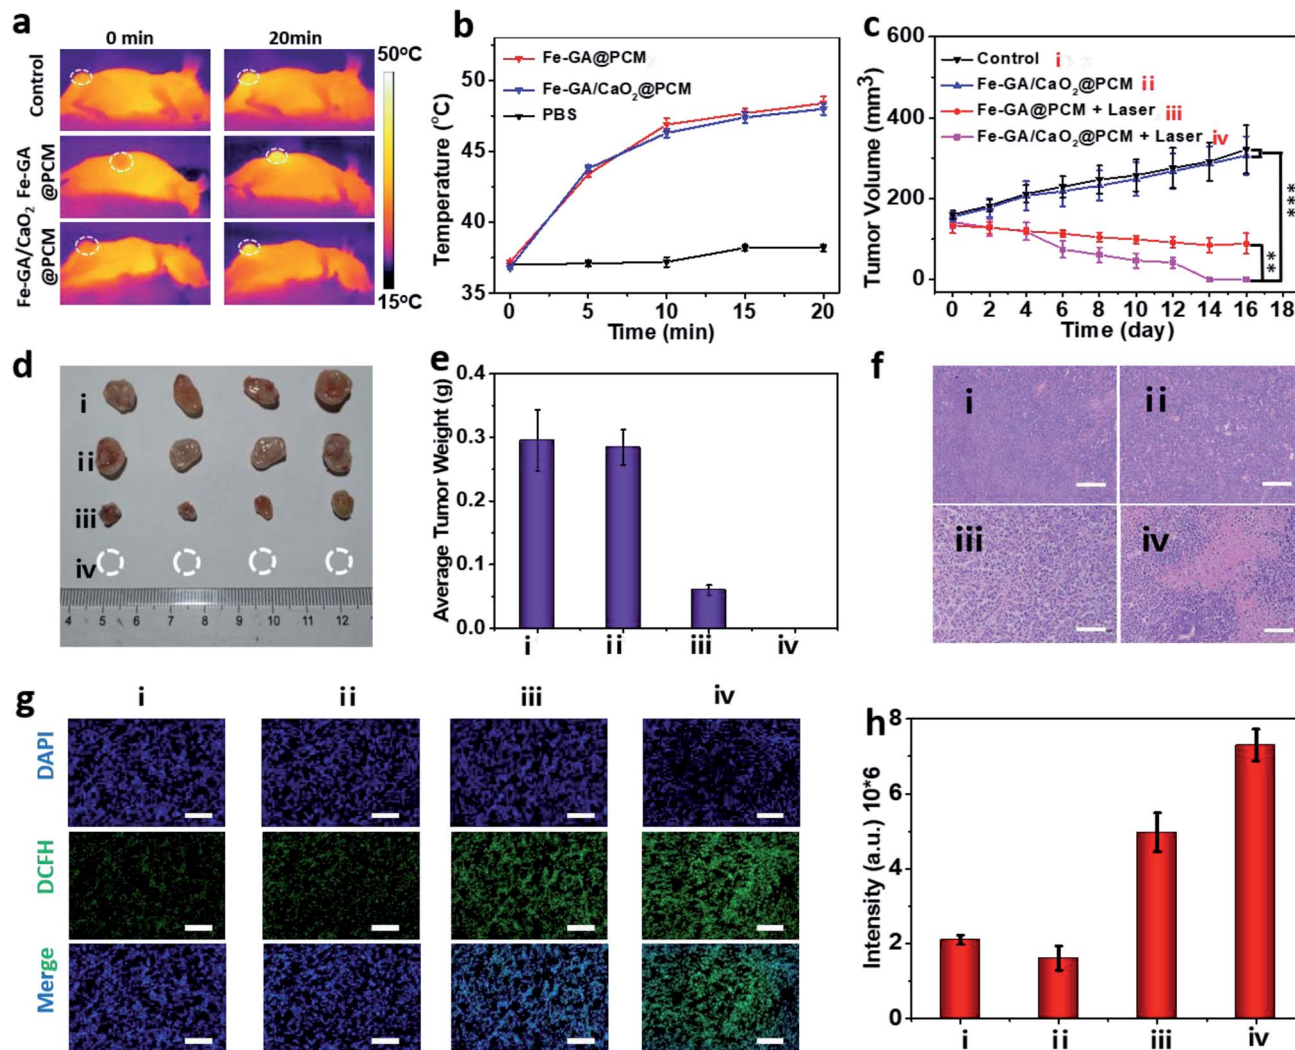 a
0 min
20min
Control
Fe-GA
@PCM
Fe-GA/CaO2
@PCM
50°C
15°C
b
Temperature (°C)
48
44
40
35
Fe-GA@PCM
Fe-GA/CaO2@PCM
PBS
0
5
10
15
20
Time (min)
c
Tumor Volume (mm3)
600
400
200
0
Control i
Fe-GA/CaO2@PCM ii
Fe-GA@PCM + Laser iii
Fe-GA/CaO2@PCM + Laser iv
***
**
0 2 4 6 8 10 12 14 16 18
Time (day)
d
i
ii
iii
iv
4 5 6 7 8 9 10 11 12
e
Average Tumor Weight (g)
0.4
0.3
0.2
0.1
0.0
i ii iii iv
f
i
ii
iii
iv
g
i ii iii iv
DAPI
DCFH
Merge
h
Intensity (a.u.) 10*6
8
6
4
2
0
i ii iii iv